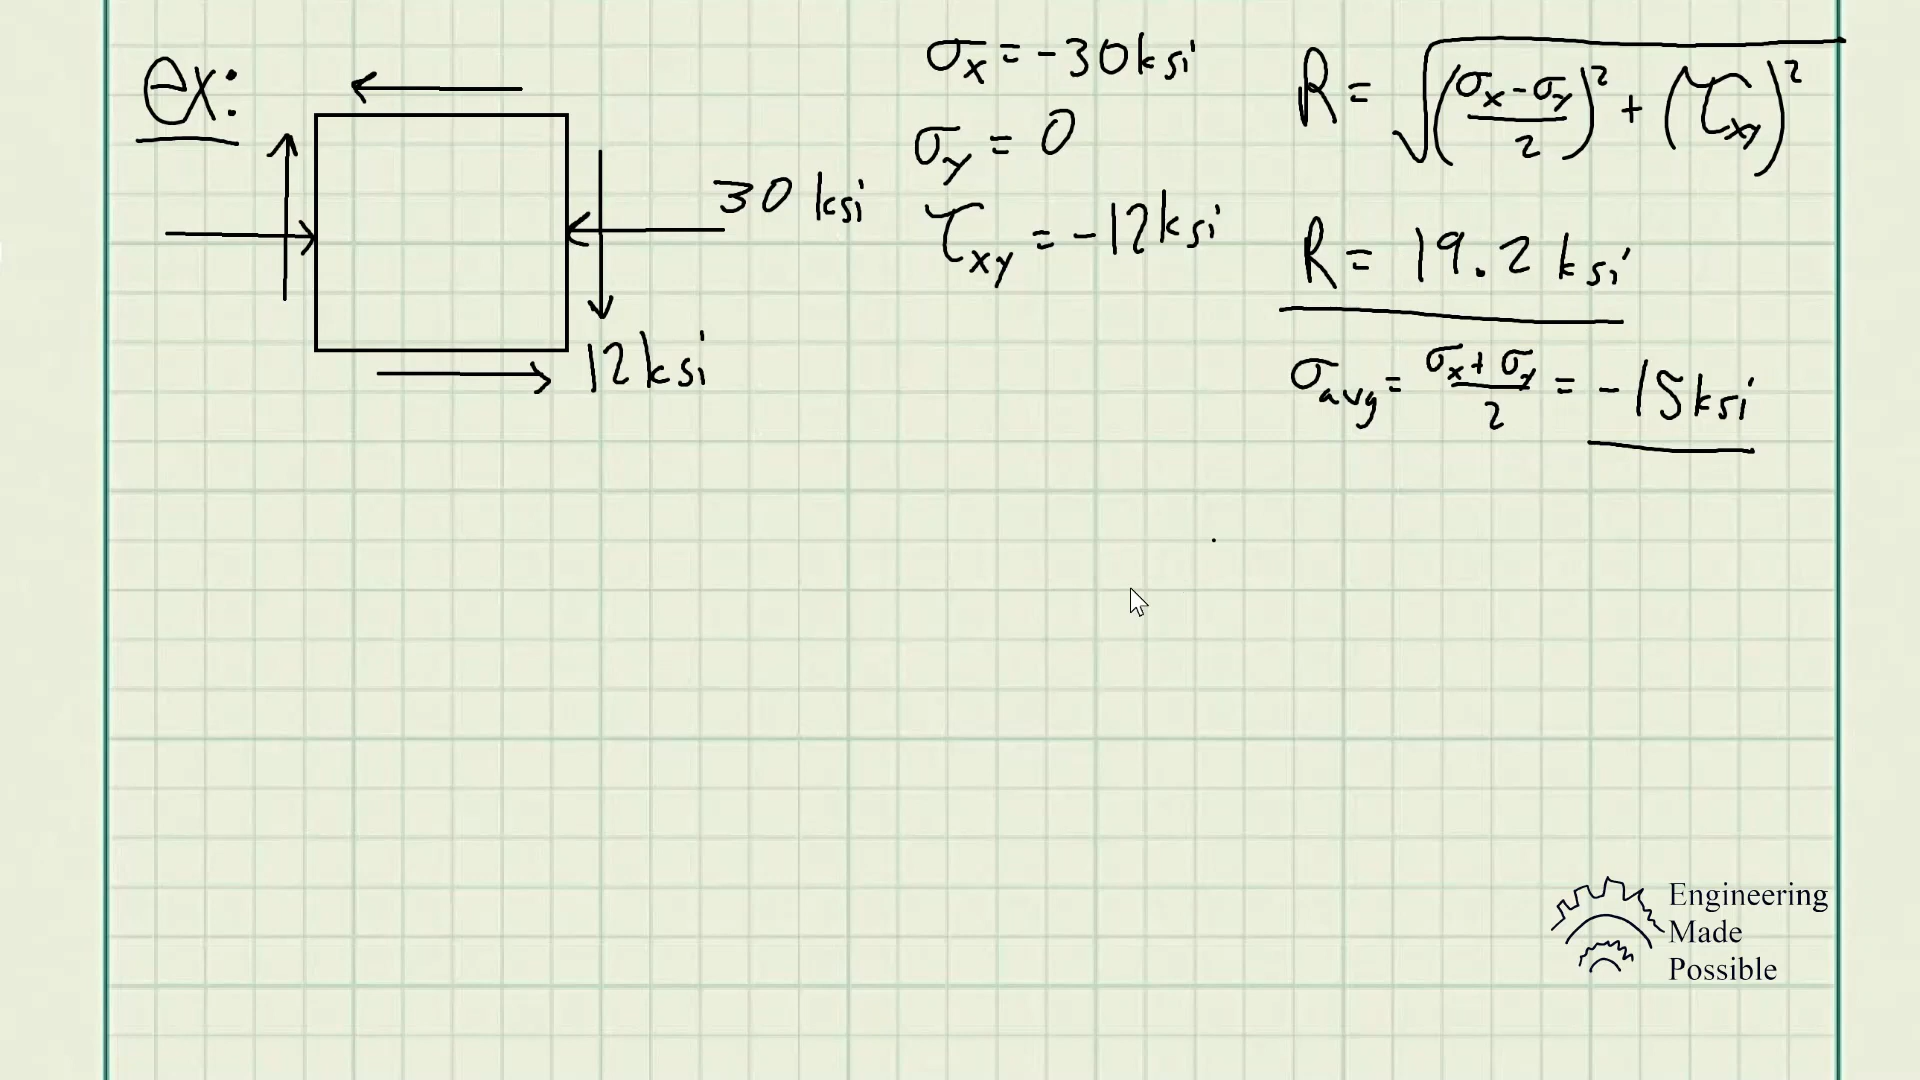 ex:
30 ksi
12ksi
σx = -30ksi
σy = 0
τxy = -12ksi
R = √((σx-σy)/2)² + (τxy)²
R = 19.2 ksi
σavg = (σx + σy)/2 = -15ksi
Engineering
Made
Possible